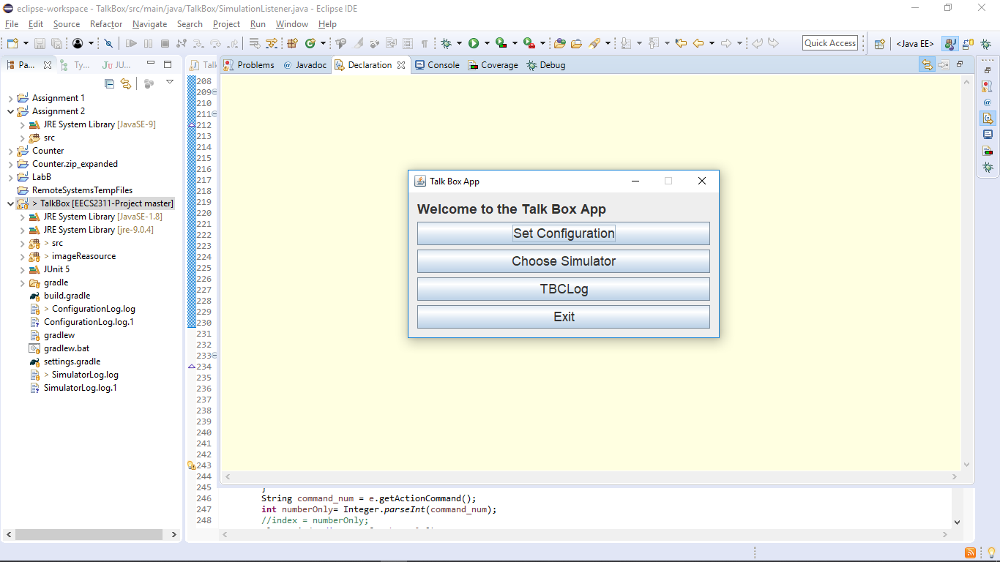 eclipse-workspace - TalkBox/src/main/java/TalkBox/SimulationListener.java - Eclipse IDE
File Edit Source Refactor Navigate Search Project Run Window Help
Quick Access
<Java EE>
Pa...
Ty...
JU...
Assignment 1
Assignment 2
JRE System Library [JavaSE-9]
src
Counter
Counter.zip_expanded
LabB
RemoteSystemsTempFiles
> TalkBox [EECS2311-Project master]
JRE System Library [JavaSE-1.8]
JRE System Library [jre-9.0.4]
> src
> imageReasource
JUnit 5
gradle
build.gradle
> ConfigurationLog.log
ConfigurationLog.log.1
gradlew
gradlew.bat
settings.gradle
> SimulatorLog.log
SimulatorLog.log.1
Talk
Problems @ Javadoc Declaration Console Coverage Debug
208
209
210
211
212
213
214
215
216
217
218
219
220
221
222
223
224
225
226
227
228
229
230
231
232
233
234
235
236
237
238
239
240
241
242
243
244
245 }
246 String command_num = e.getActionCommand();
247 int numberOnly= Integer.parseInt(command_num);
248 //index = numberOnly;
Talk Box App
Welcome to the Talk Box App
Set Configuration
Choose Simulator
TBCLog
Exit